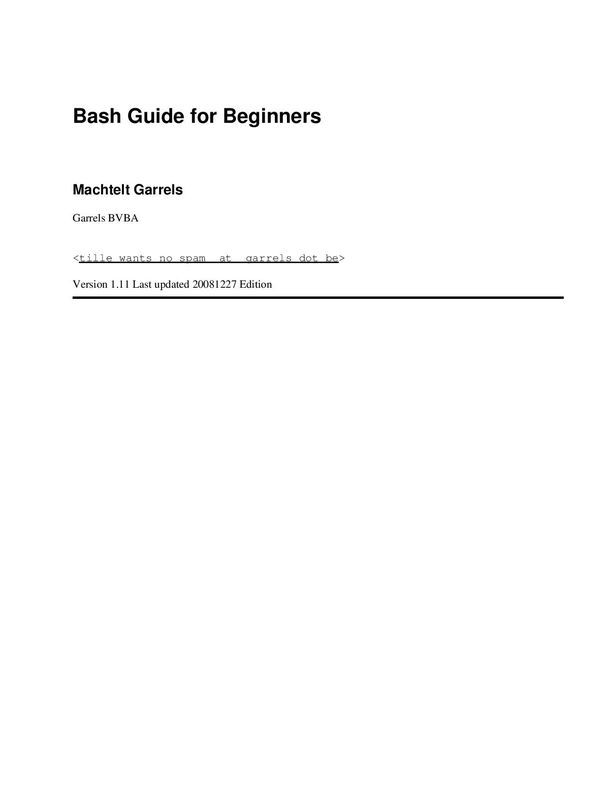 Bash Guide for Beginners
Machtelt Garrels
Garrels BVBA
<tille wants no spam _at_ garrels dot be>
Version 1.11 Last updated 20081227 Edition